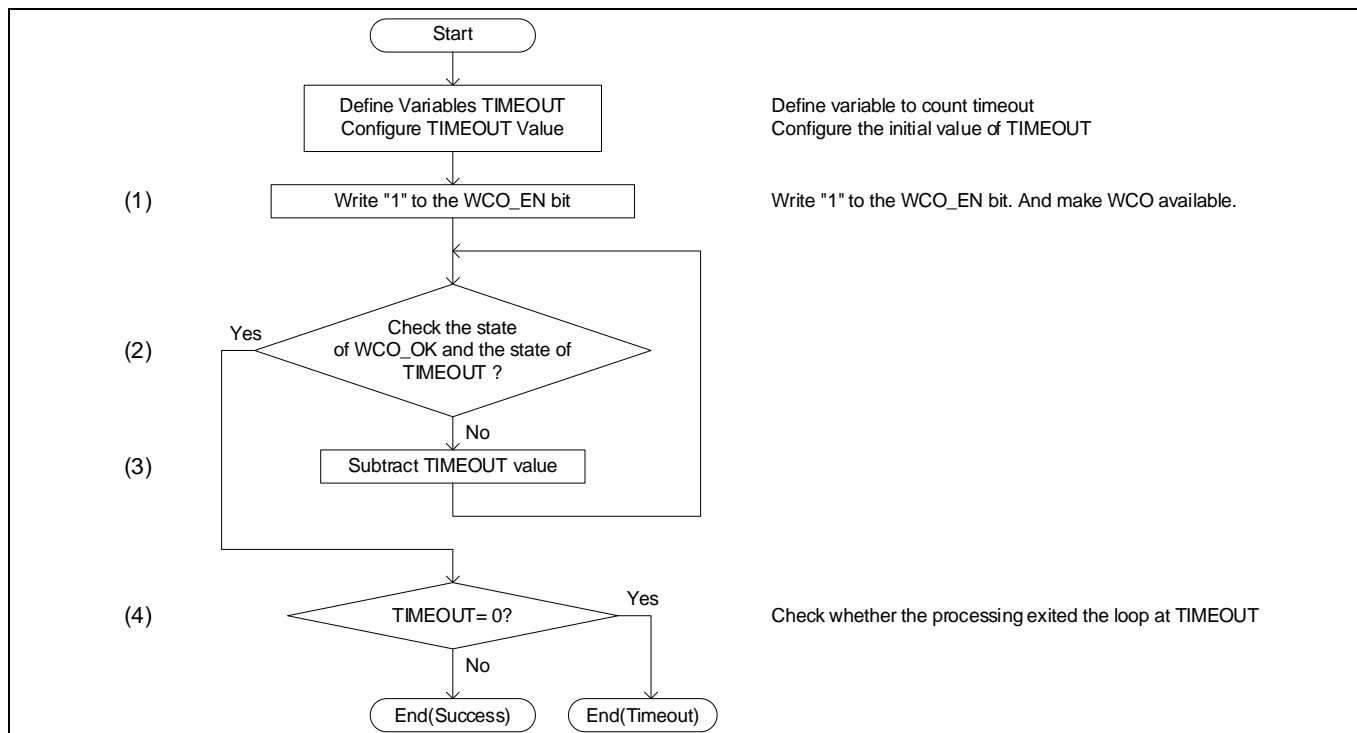 Start
Define Variables TIMEOUT
Configure TIMEOUT Value
Define variable to count timeout
Configure the initial value of TIMEOUT
(1)
Write "1" to the WCO_EN bit
Write "1" to the WCO_EN bit. And make WCO available.
(2)
Yes
Check the state
of WCO_OK and the state of
TIMEOUT ?
No
(3)
Subtract TIMEOUT value
(4)
TIMEOUT= 0?
Yes
Check whether the processing exited the loop at TIMEOUT
No
End(Success)
End(Timeout)